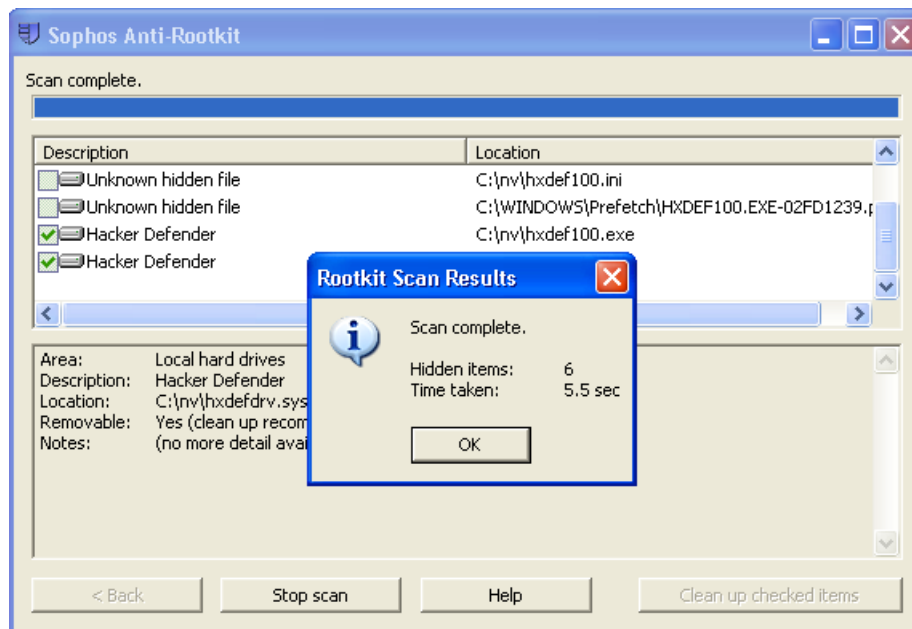 Sophos Anti-Rootkit
Scan complete.
Description Location
Unknown hidden file C:\nv\hxdef100.ini
Unknown hidden file C:\WINDOWS\Prefetch\HXDEF100.EXE-02FD1239.p
Hacker Defender C:\nv\hxdef100.exe
Hacker Defender
Rootkit Scan Results
Scan complete.
Hidden items: 6
Time taken: 5.5 sec
OK
Area: Local hard drives
Description: Hacker Defender
Location: C:\nv\hxdefdrv.sys
Removable: Yes (clean up recom
Notes: (no more detail avai
< Back Stop scan Help Clean up checked items